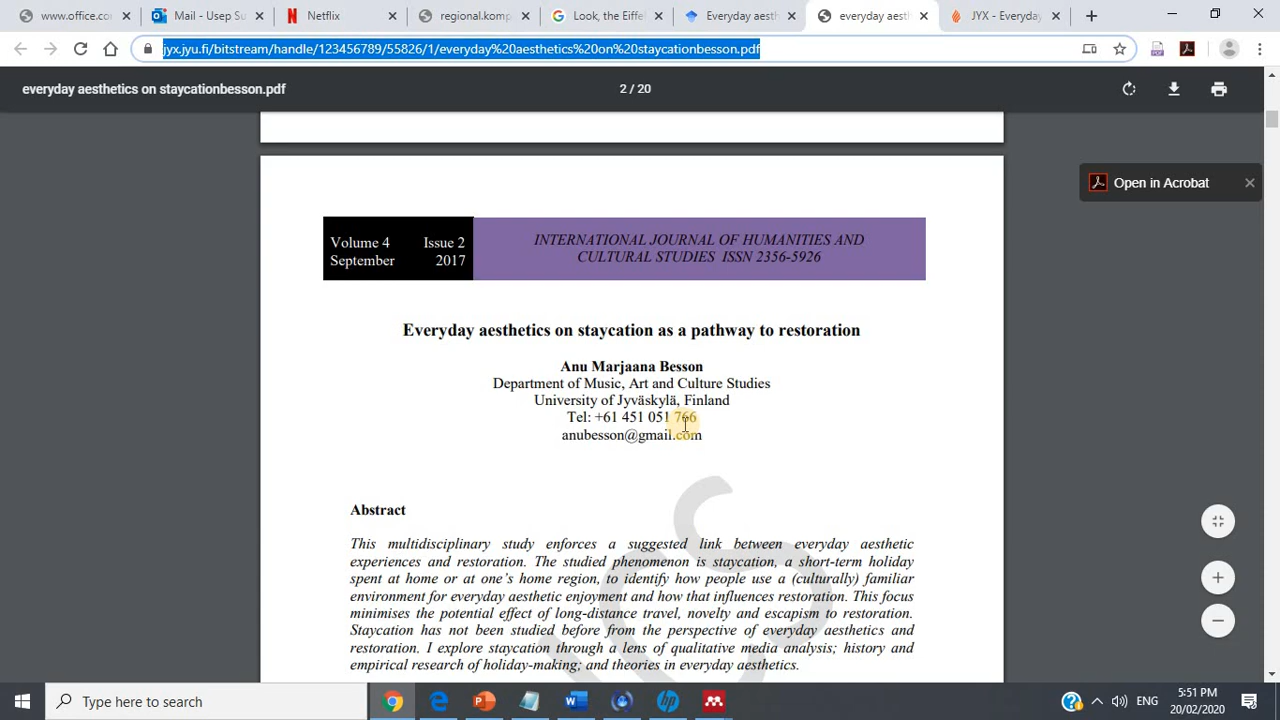 www.office.c
Mail - Usep Su
Netflix
regional.komp
Look, the Eiffe
Everyday aesth
everyday aesth
JYX - Everyday
jyx.jyu.fi/bitstream/handle/123456789/55826/1/everyday%20aesthetics%20on%20staycationbesson.pdf
everyday aesthetics on staycationbesson.pdf
2 / 20
Open in Acrobat
Volume 4 Issue 2
September 2017
INTERNATIONAL JOURNAL OF HUMANITIES AND
CULTURAL STUDIES ISSN 2356-5926
Everyday aesthetics on staycation as a pathway to restoration
Anu Marjaana Besson
Department of Music, Art and Culture Studies
University of Jyväskylä, Finland
Tel: +61 451 051 766
anubesson@gmail.com
Abstract
This multidisciplinary study enforces a suggested link between everyday aesthetic
experiences and restoration. The studied phenomenon is staycation, a short-term holiday
spent at home or at one's home region, to identify how people use a (culturally) familiar
environment for everyday aesthetic enjoyment and how that influences restoration. This focus
minimises the potential effect of long-distance travel, novelty and escapism to restoration.
Staycation has not been studied before from the perspective of everyday aesthetics and
restoration. I explore staycation through a lens of qualitative media analysis; history and
empirical research of holiday-making; and theories in everyday aesthetics.
Type here to search
ENG
5:51 PM
20/02/2020